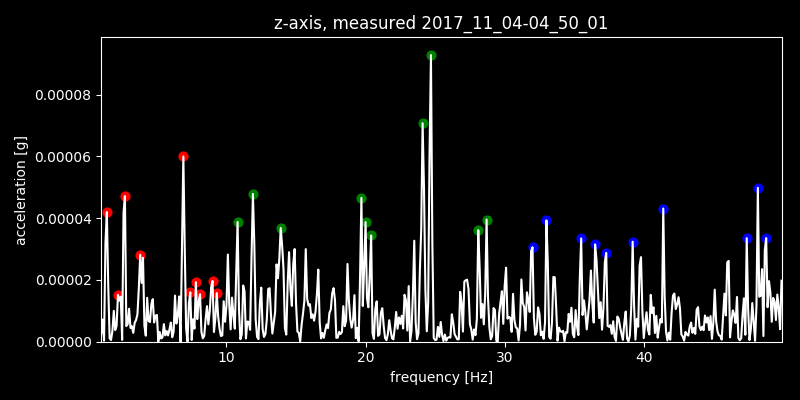 z-axis, measured 2017_11_04-04_50_01
0.00008
0.00006
0.00004
0.00002
0.00000
acceleration [g]
10 20 30 40
frequency [Hz]